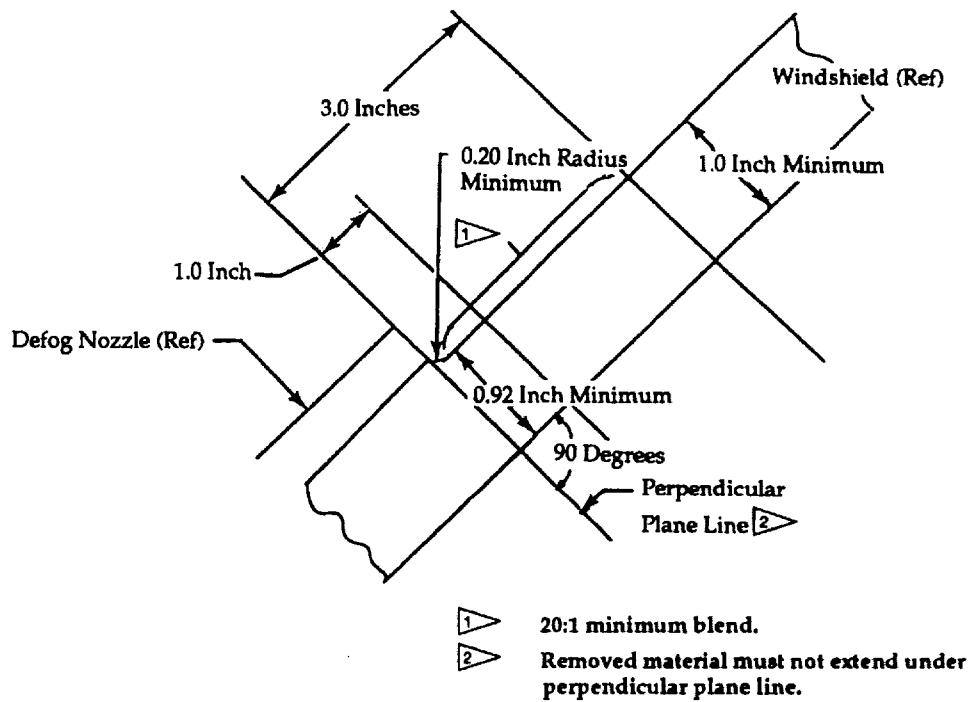 3.0 Inches
Windshield (Ref)
0.20 Inch Radius
Minimum
1.0 Inch Minimum
1
1.0 Inch
Defog Nozzle (Ref)
0.92 Inch Minimum
90 Degrees
Perpendicular
Plane Line 2
1 20:1 minimum blend.
2 Removed material must not extend under
perpendicular plane line.